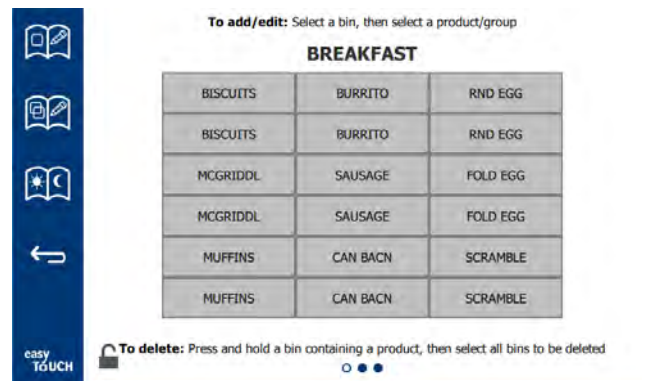 To add/edit: Select a bin, then select a product/group
BREAKFAST
BISCUITS BURRITO RND EGG
BISCUITS BURRITO RND EGG
MCGRIDDL SAUSAGE FOLD EGG
MCGRIDDL SAUSAGE FOLD EGG
MUFFINS CAN BACN SCRAMBLE
MUFFINS CAN BACN SCRAMBLE
To delete: Press and hold a bin containing a product, then select all bins to be deleted
easy
TOUCH